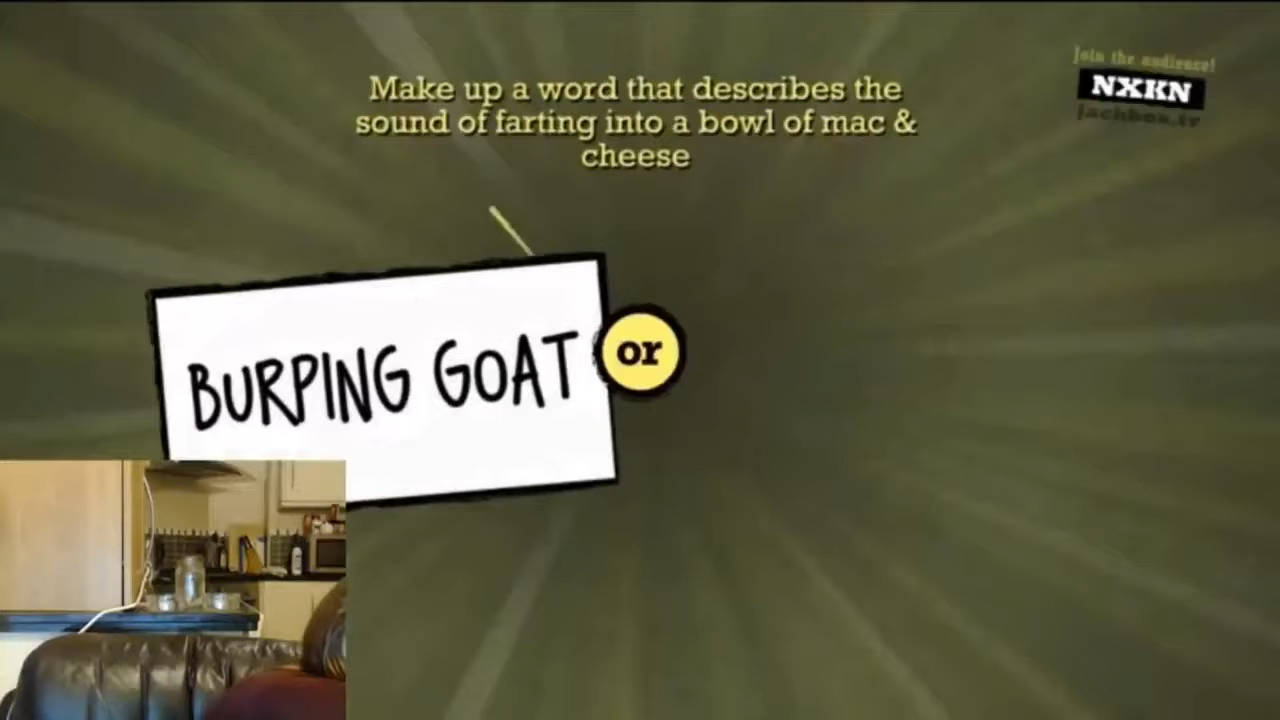 Make up a word that describes the
sound of farting into a bowl of mac &
cheese
Join the audience!
NXKN
jackbox.tv
BURPING GOAT
or